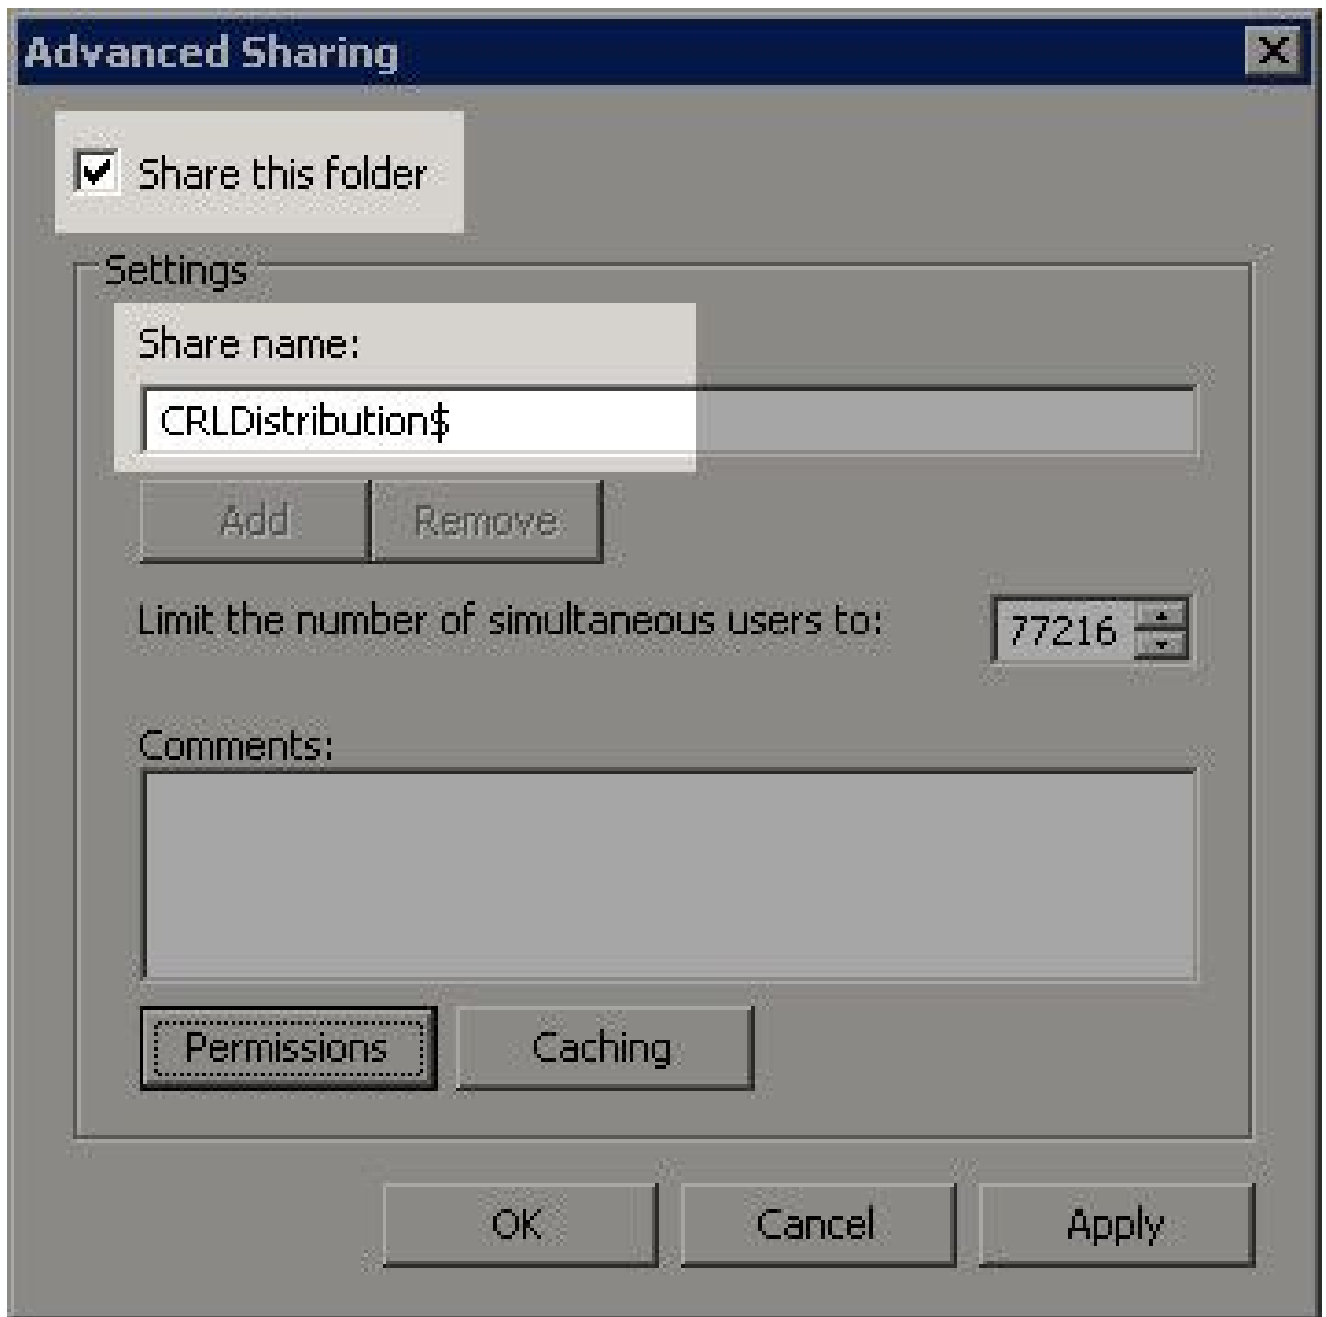 Advanced Sharing
Share this folder
Settings
Share name:
CRLDistribution$
Add Remove
Limit the number of simultaneous users to: 77216
Comments:
Permissions Caching
OK Cancel Apply